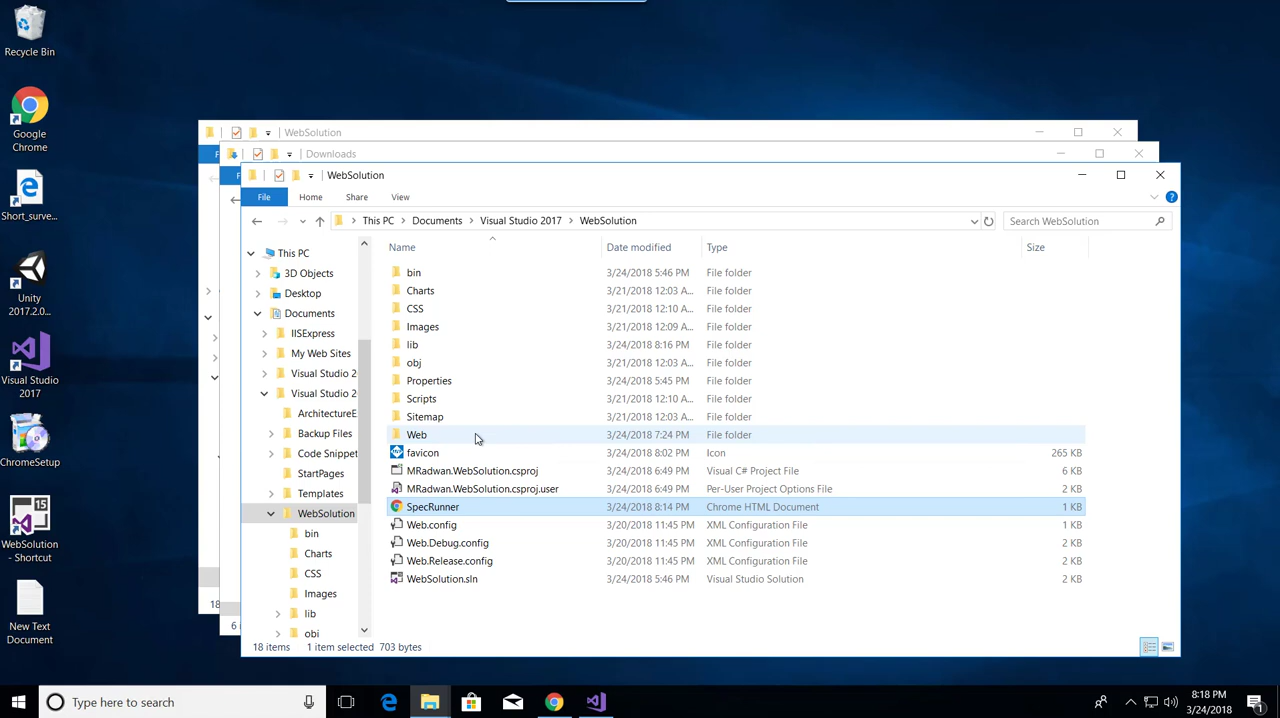 Recycle Bin
Google
Chrome
Short_surve...
Unity
2017.2.0...
Visual Studio
2017
ChromeSetup
15
WebSolution
- Shortcut
New Text
Document
WebSolution
Downloads
WebSolution
File Home Share View
This PC Documents Visual Studio 2017 WebSolution
Search WebSolution
This PC
3D Objects
Desktop
Documents
IISExpress
My Web Sites
Visual Studio 2
Visual Studio 2
ArchitectureE
Backup Files
Code Snippet
StartPages
Templates
WebSolution
bin
Charts
CSS
Images
lib
obj
Name Date modified Type Size
bin 3/24/2018 5:46 PM File folder
Charts 3/21/2018 12:03 A... File folder
CSS 3/21/2018 12:10 A... File folder
Images 3/21/2018 12:09 A... File folder
lib 3/24/2018 8:16 PM File folder
obj 3/21/2018 12:03 A... File folder
Properties 3/24/2018 5:45 PM File folder
Scripts 3/21/2018 12:10 A... File folder
Sitemap 3/21/2018 12:03 A... File folder
Web 3/24/2018 7:24 PM File folder
favicon 3/24/2018 8:02 PM Icon 265 KB
MRadwan.WebSolution.csproj 3/24/2018 6:49 PM Visual C# Project File 6 KB
MRadwan.WebSolution.csproj.user 3/24/2018 6:49 PM Per-User Project Options File 2 KB
SpecRunner 3/24/2018 8:14 PM Chrome HTML Document 1 KB
Web.config 3/20/2018 11:45 PM XML Configuration File 1 KB
Web.Debug.config 3/20/2018 11:45 PM XML Configuration File 2 KB
Web.Release.config 3/20/2018 11:45 PM XML Configuration File 2 KB
WebSolution.sln 3/24/2018 5:46 PM Visual Studio Solution 2 KB
18 items 1 item selected 703 bytes
18
6 i
Type here to search
8:18 PM
3/24/2018
1